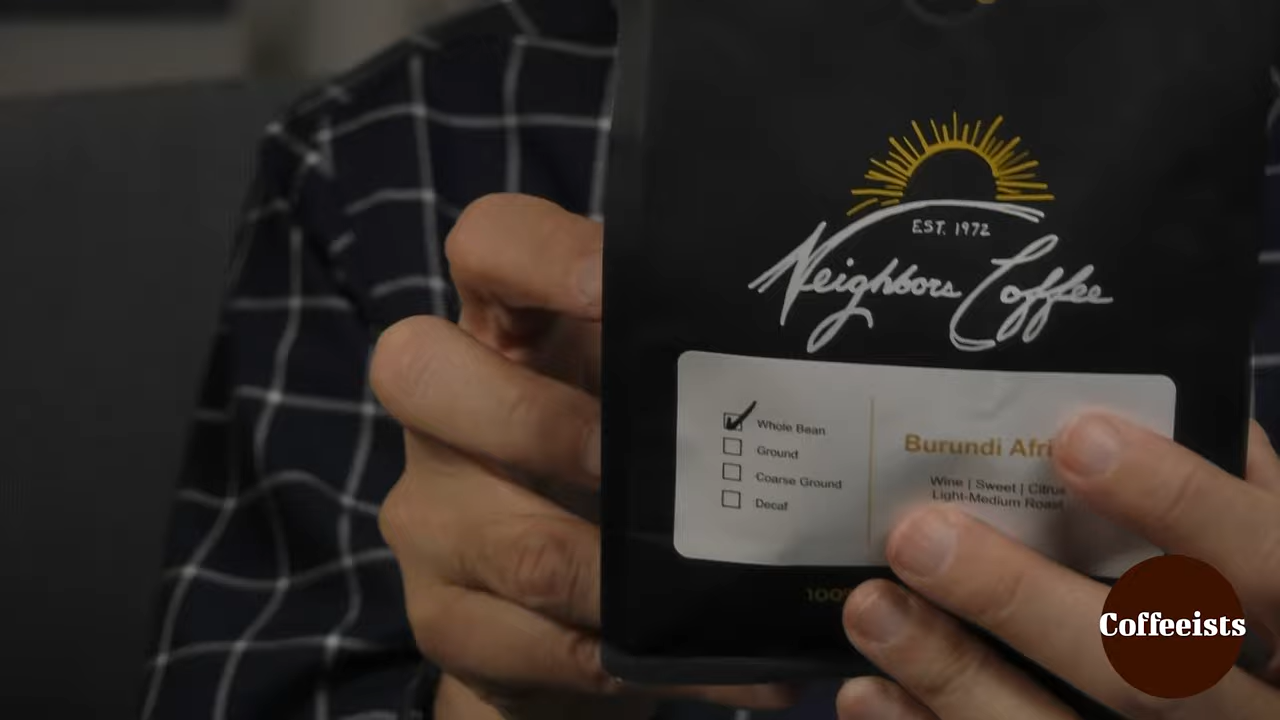 EST. 1972
Neighbors Coffee
Whole Bean
Ground
Coarse Ground
Decaf
Burundi Afri
Wine | Sweet | Citrus
Light-Medium Roast
100%
Coffeeists